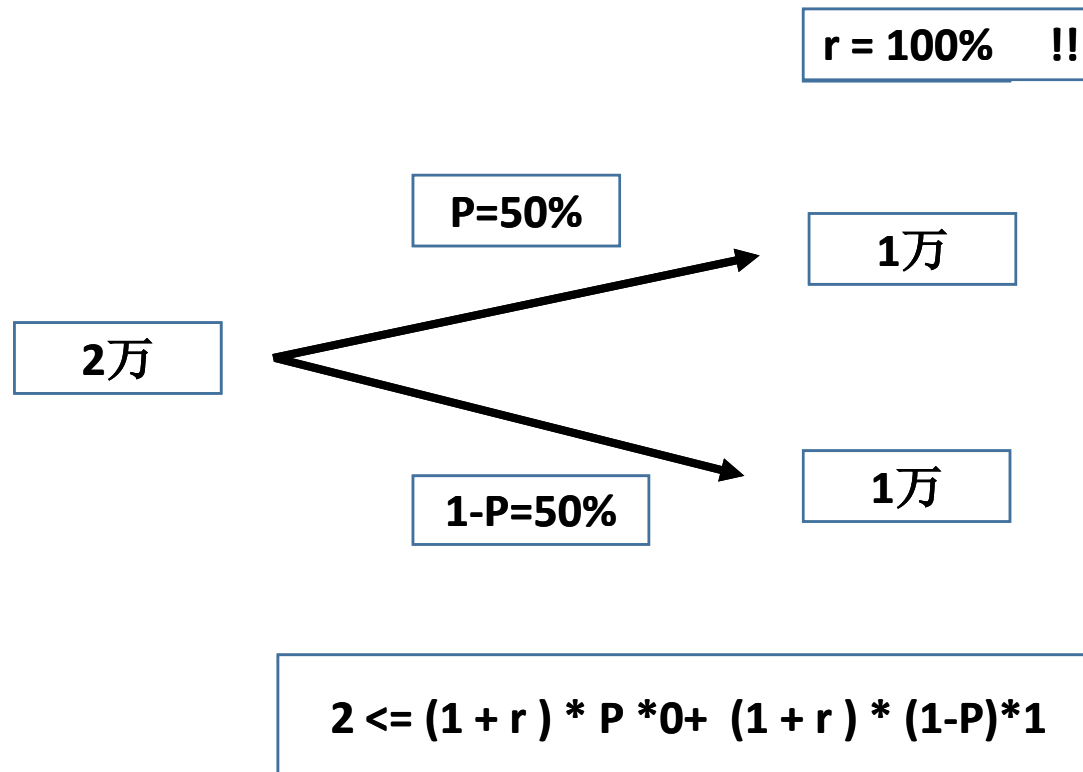 r = 100% !!
P=50%
1万
2万
1万
1-P=50%
2 <= (1 + r ) * P *0+ (1 + r ) * (1-P)*1